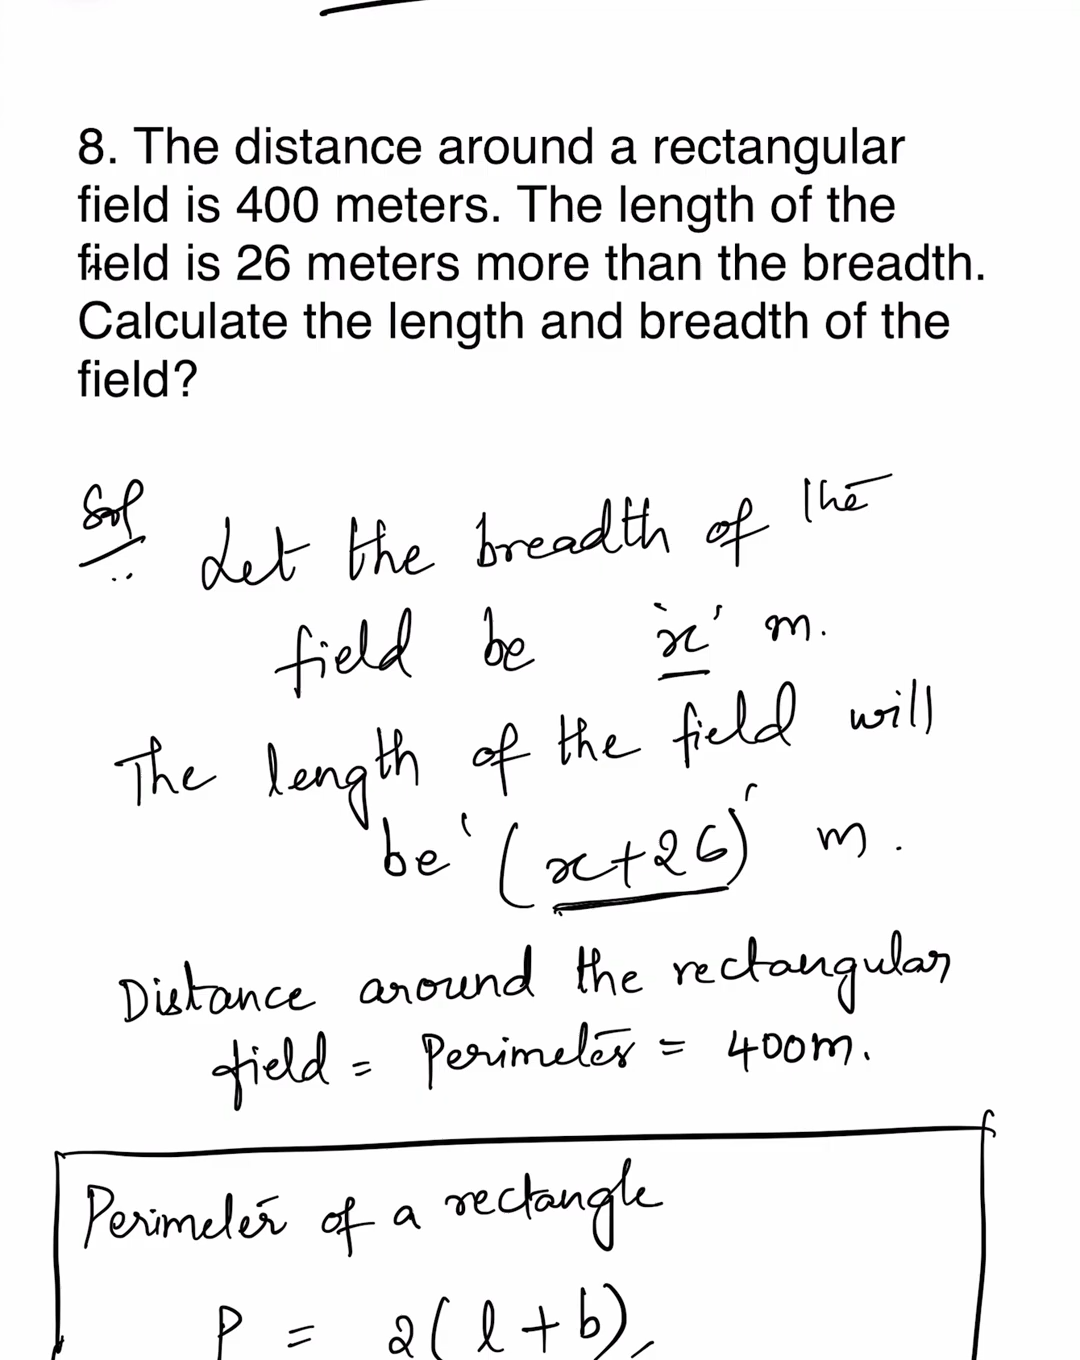 8. The distance around a rectangular
field is 400 meters. The length of the
field is 26 meters more than the breadth.
Calculate the length and breadth of the
field?
Sol
Let the breadth of the
field be 'x' m.
The length of the field will
be '(x+26)' m.
Distance around the rectangular
field = Perimeter = 400m.
Perimeter of a rectangle
P = 2(l+b)